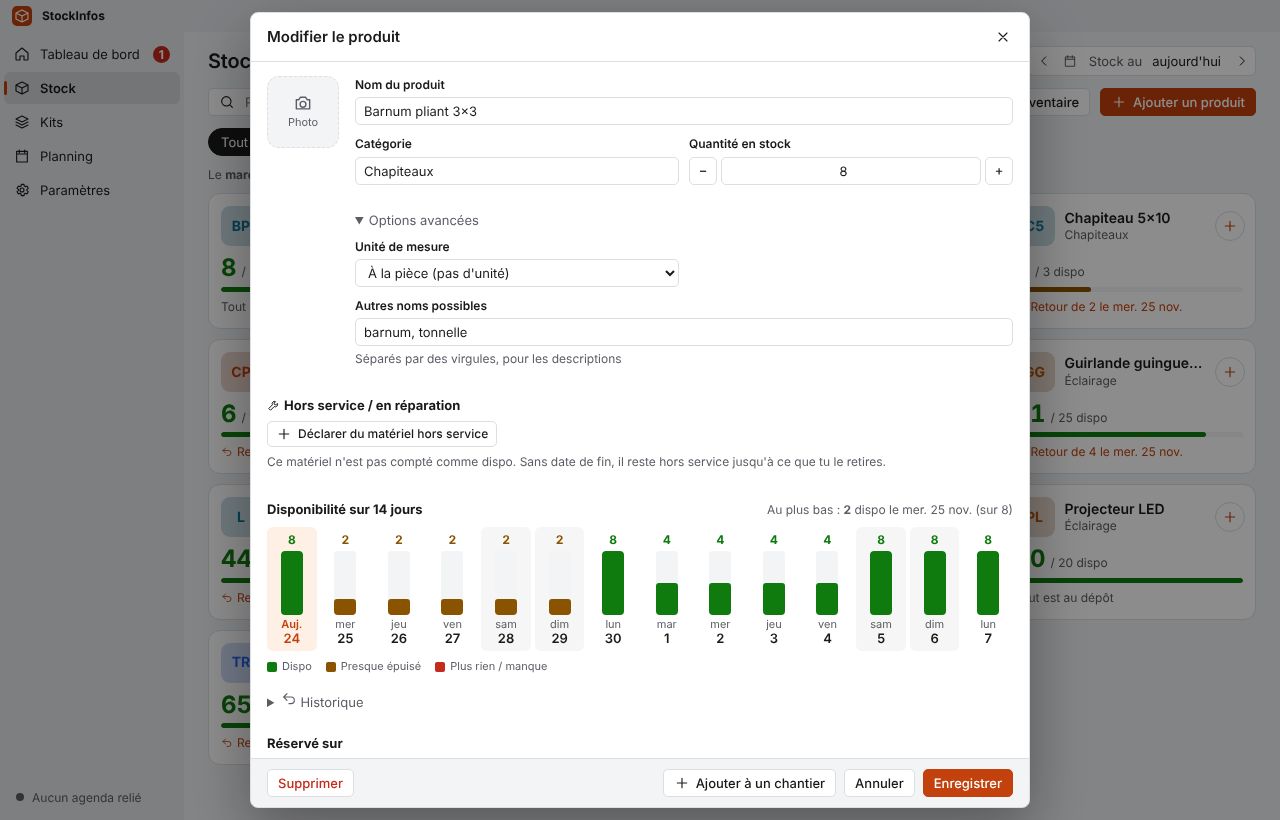 StockInfos
Tableau de bord 1
Stock
Kits
Planning
Paramètres
Aucun agenda relié
Stock au aujourd'hui
Ajouter un produit
Tout
Le
BP
8 /
Tout
CP
6 /
L
44
TR
65
Chapiteau 5×10
Chapiteaux
/ 3 dispo
Retour de 2 le mer. 25 nov.
Guirlande guingue...
Éclairage
/ 25 dispo
Retour de 4 le mer. 25 nov.
Projecteur LED
Éclairage
/ 20 dispo
est au dépôt
Modifier le produit
Photo
Nom du produit
Barnum pliant 3×3
Catégorie
Quantité en stock
Chapiteaux
− 8 +
▼ Options avancées
Unité de mesure
À la pièce (pas d'unité)
Autres noms possibles
barnum, tonnelle
Séparés par des virgules, pour les descriptions
Hors service / en réparation
Déclarer du matériel hors service
Ce matériel n'est pas compté comme dispo. Sans date de fin, il reste hors service jusqu'à ce que tu le retires.
Disponibilité sur 14 jours
Au plus bas : 2 dispo le mer. 25 nov. (sur 8)
8 2 2 2 2 2 8 4 4 4 4 8 8 8
Auj. mer jeu ven sam dim lun mar mer jeu ven sam dim lun
24 25 26 27 28 29 30 1 2 3 4 5 6 7
Dispo Presque épuisé Plus rien / manque
Historique
Réservé sur
Supprimer
Ajouter à un chantier
Annuler
Enregistrer